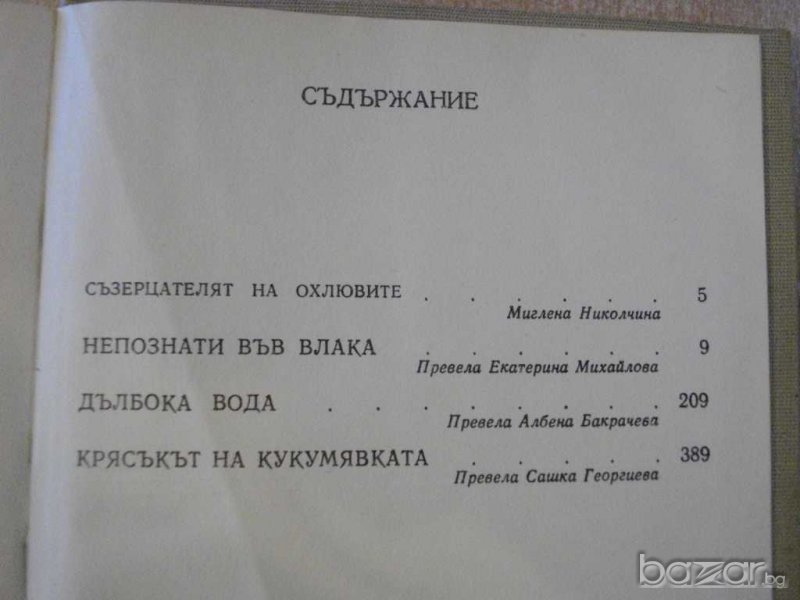 СЪДЪРЖАНИЕ
СЪЗЕРЦАТЕЛЯТ НА ОХЛЮВИТЕ . . . . . . 5
Миглена Николчина
НЕПОЗНАТИ ВЪВ ВЛАКА . . . . . . 9
Превела Екатерина Михайлова
ДЪЛБОКА ВОДА . . . . . . . . 209
Превела Албена Бакрачева
КРЯСЪКЪТ НА КУКУМЯВКАТА . . . . . 389
Превела Сашка Георгиева
bazar.bg